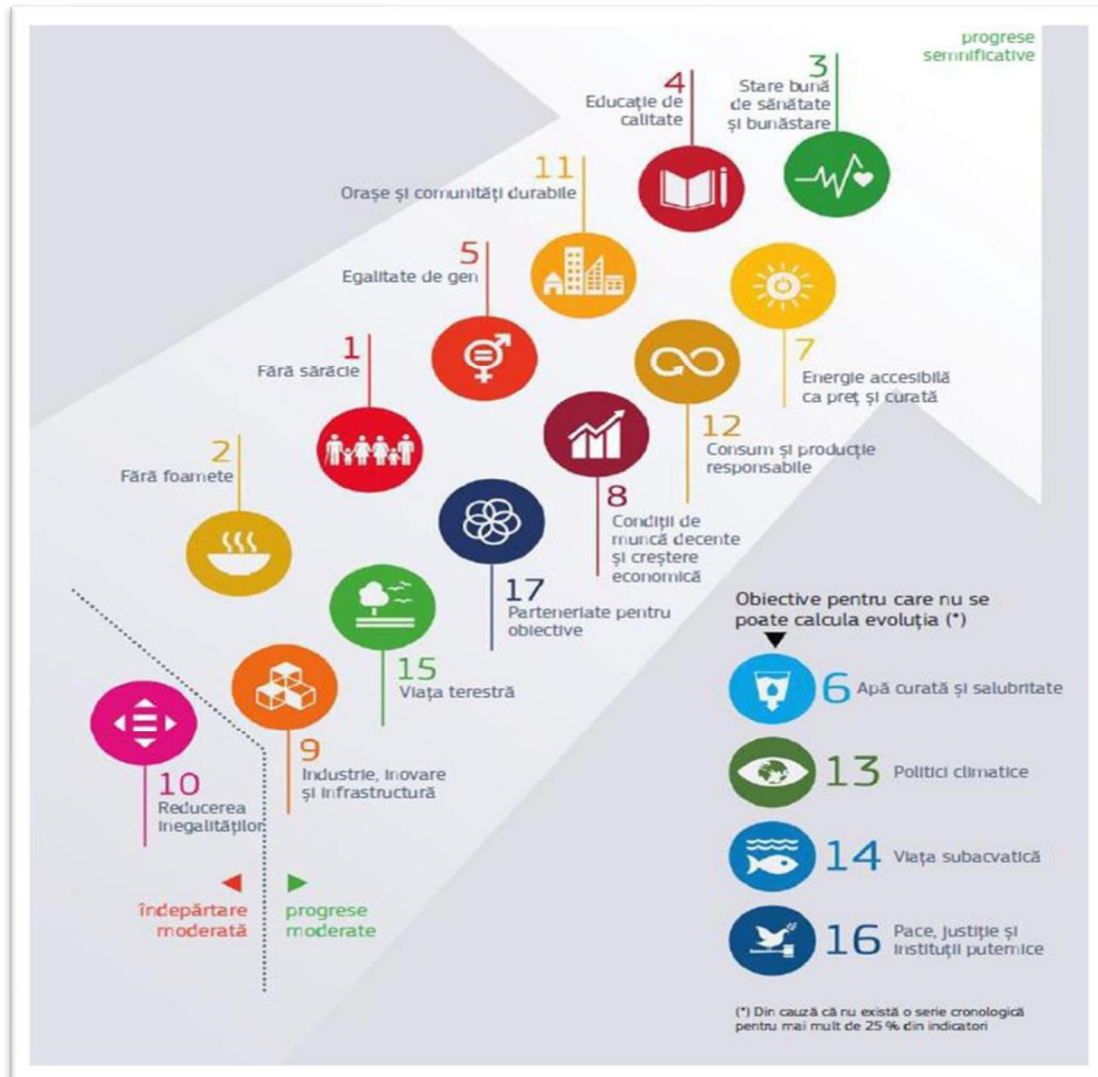 progrese
semnificative
3
Stare bună
de sănătate
și bunăstare
4
Educație de
calitate
11
Orașe și comunități durabile
5
Egalitate de gen
1
Fără sărăcie
7
Energie accesibilă
ca preț și curată
12
Consum și producție
responsabile
2
Fără foamete
8
Condiții de
muncă decente
și creștere
economică
17
Parteneriate pentru
obiective
15
Viața terestră
9
Industrie, inovare
și infrastructură
10
Reducerea
inegalităților
îndepărtare
moderată
progrese
moderate
Obiective pentru care nu se
poate calcula evoluția (*)
6 Apă curată și salubritate
13 Politici climatice
14 Viața subacvatică
16 Pace, justiție și
instituții puternice
(*) Din cauză că nu există o serie cronologică
pentru mai mult de 25 % din indicatori